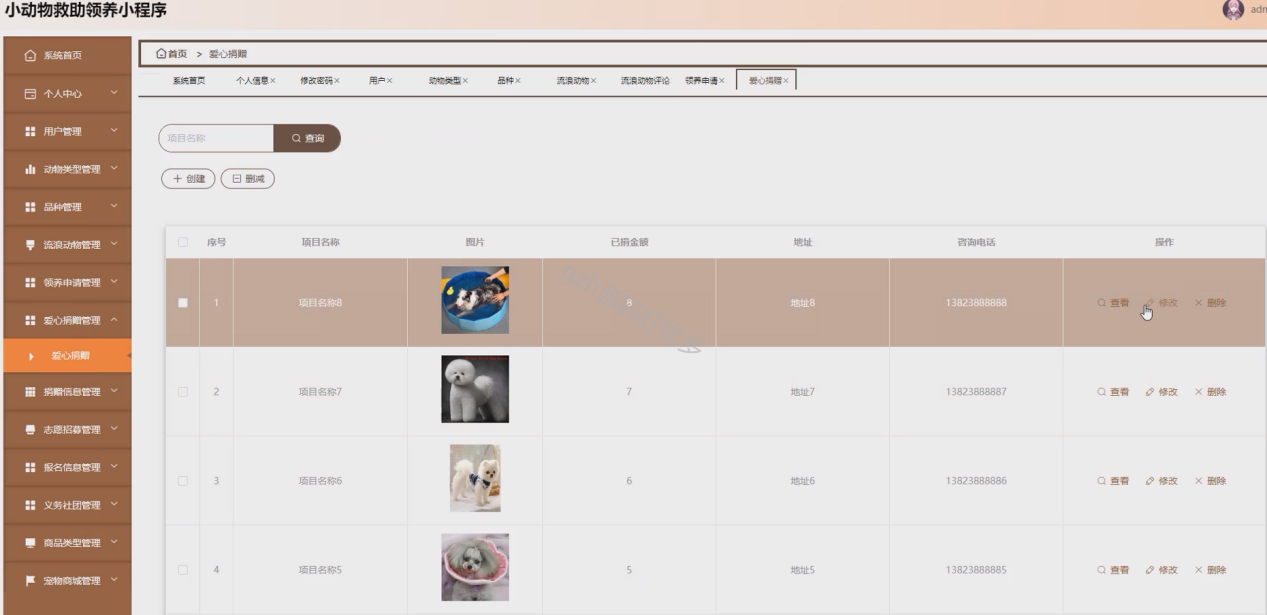 小动物救助领养小程序
adn
系统首页
个人中心
用户管理
动物类型管理
品种管理
流浪动物管理
领养申请管理
爱心捐赠管理
爱心捐赠
捐赠信息管理
志愿招募管理
报名信息管理
义务社团管理
商品类型管理
宠物商城管理
首页 > 爱心捐赠
系统首页 个人信息× 修改密码× 用户× 动物类型× 品种× 流浪动物× 流浪动物评论 领养申请× 爱心捐赠×
项目名称 查询
+ 创建 删减
序号 项目名称 图片 已捐金额 地址 咨询电话 操作
1 项目名称8 8 地址8 13823888888 查看 修改 × 删除
2 项目名称7 7 地址7 13823888887 查看 修改 × 删除
3 项目名称6 6 地址6 13823888886 查看 修改 × 删除
4 项目名称5 5 地址5 13823888885 查看 修改 × 删除